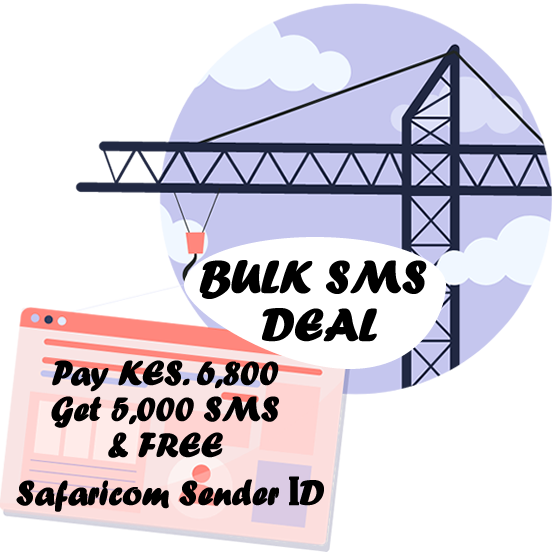 BULK SMS
DEAL
Pay KES. 6,800
Get 5,000 SMS
& FREE
Safaricom Sender ID